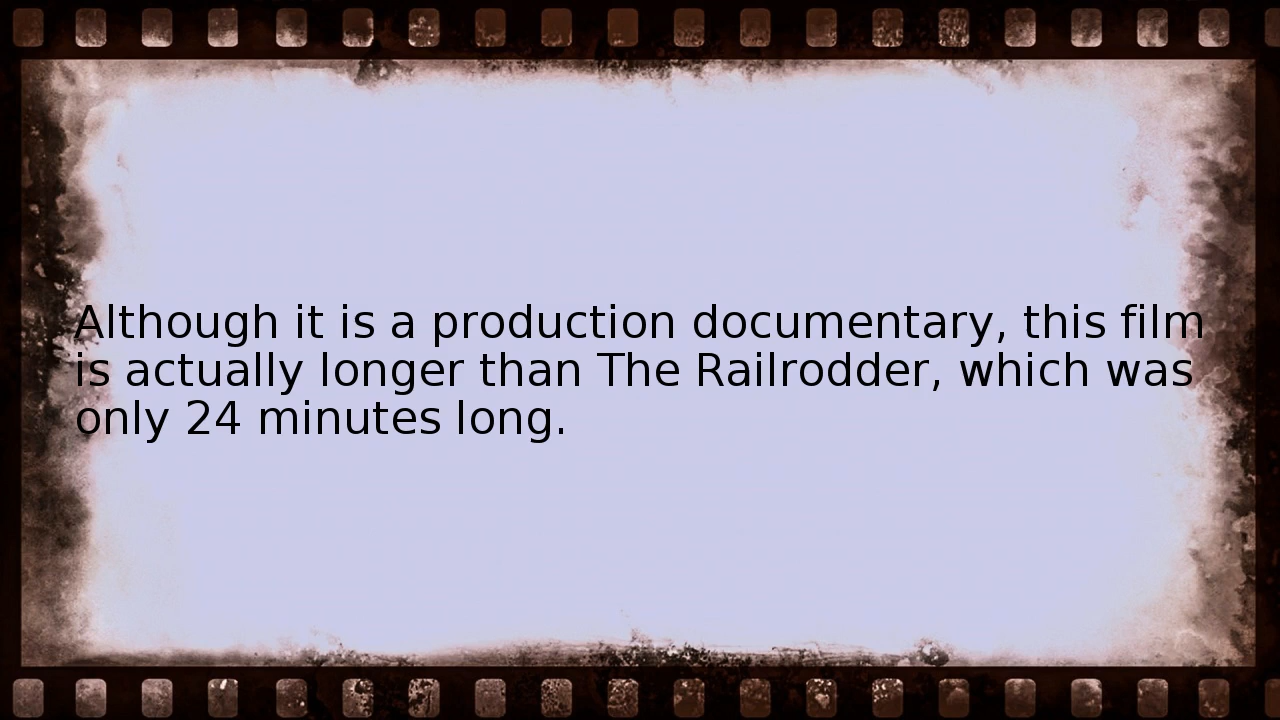 Although it is a production documentary, this film
is actually longer than The Railrodder, which was
only 24 minutes long.